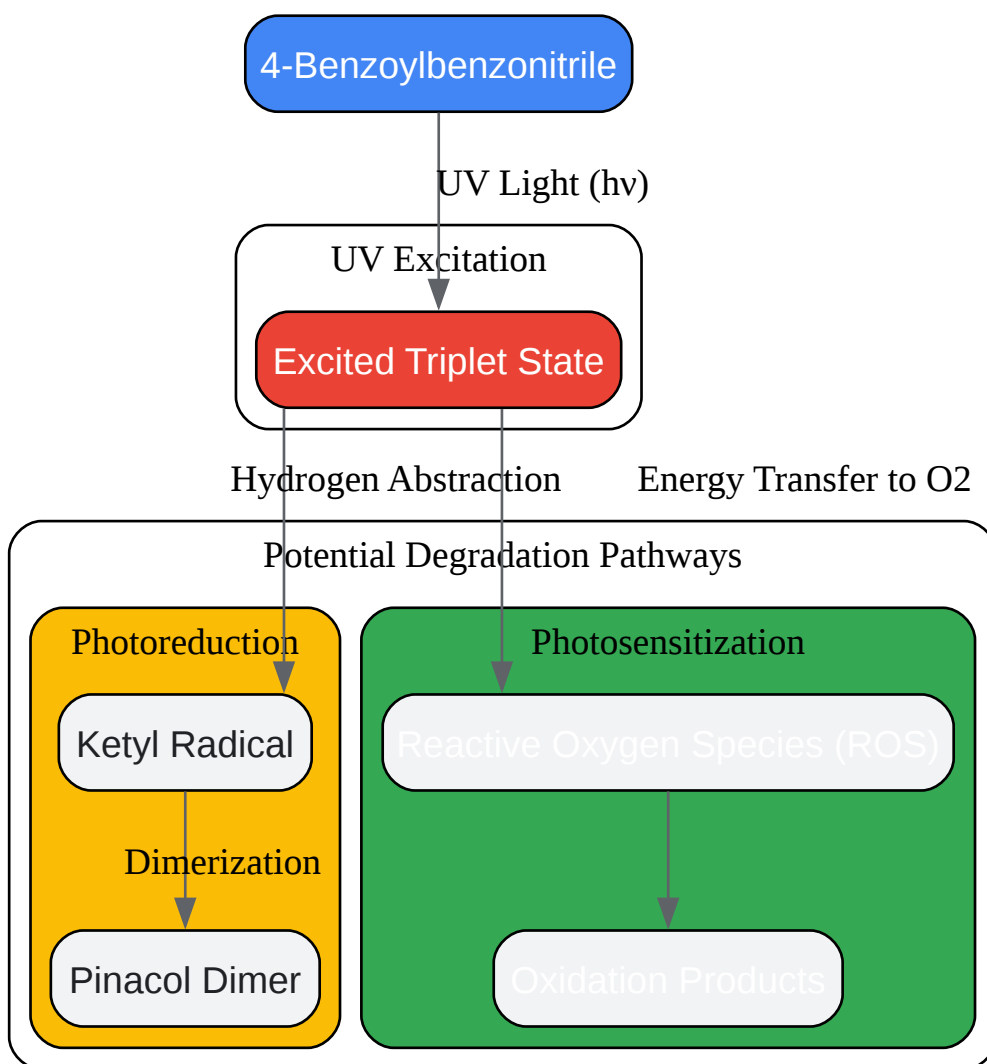 4-Benzoylbenzonitrile
UV Light (hν)
UV Excitation
Excited Triplet State
Hydrogen Abstraction
Energy Transfer to O2
Potential Degradation Pathways
Photoreduction
Photosensitization
Ketyl Radical
Reactive Oxygen Species (ROS)
Dimerization
Pinacol Dimer
Oxidation Products